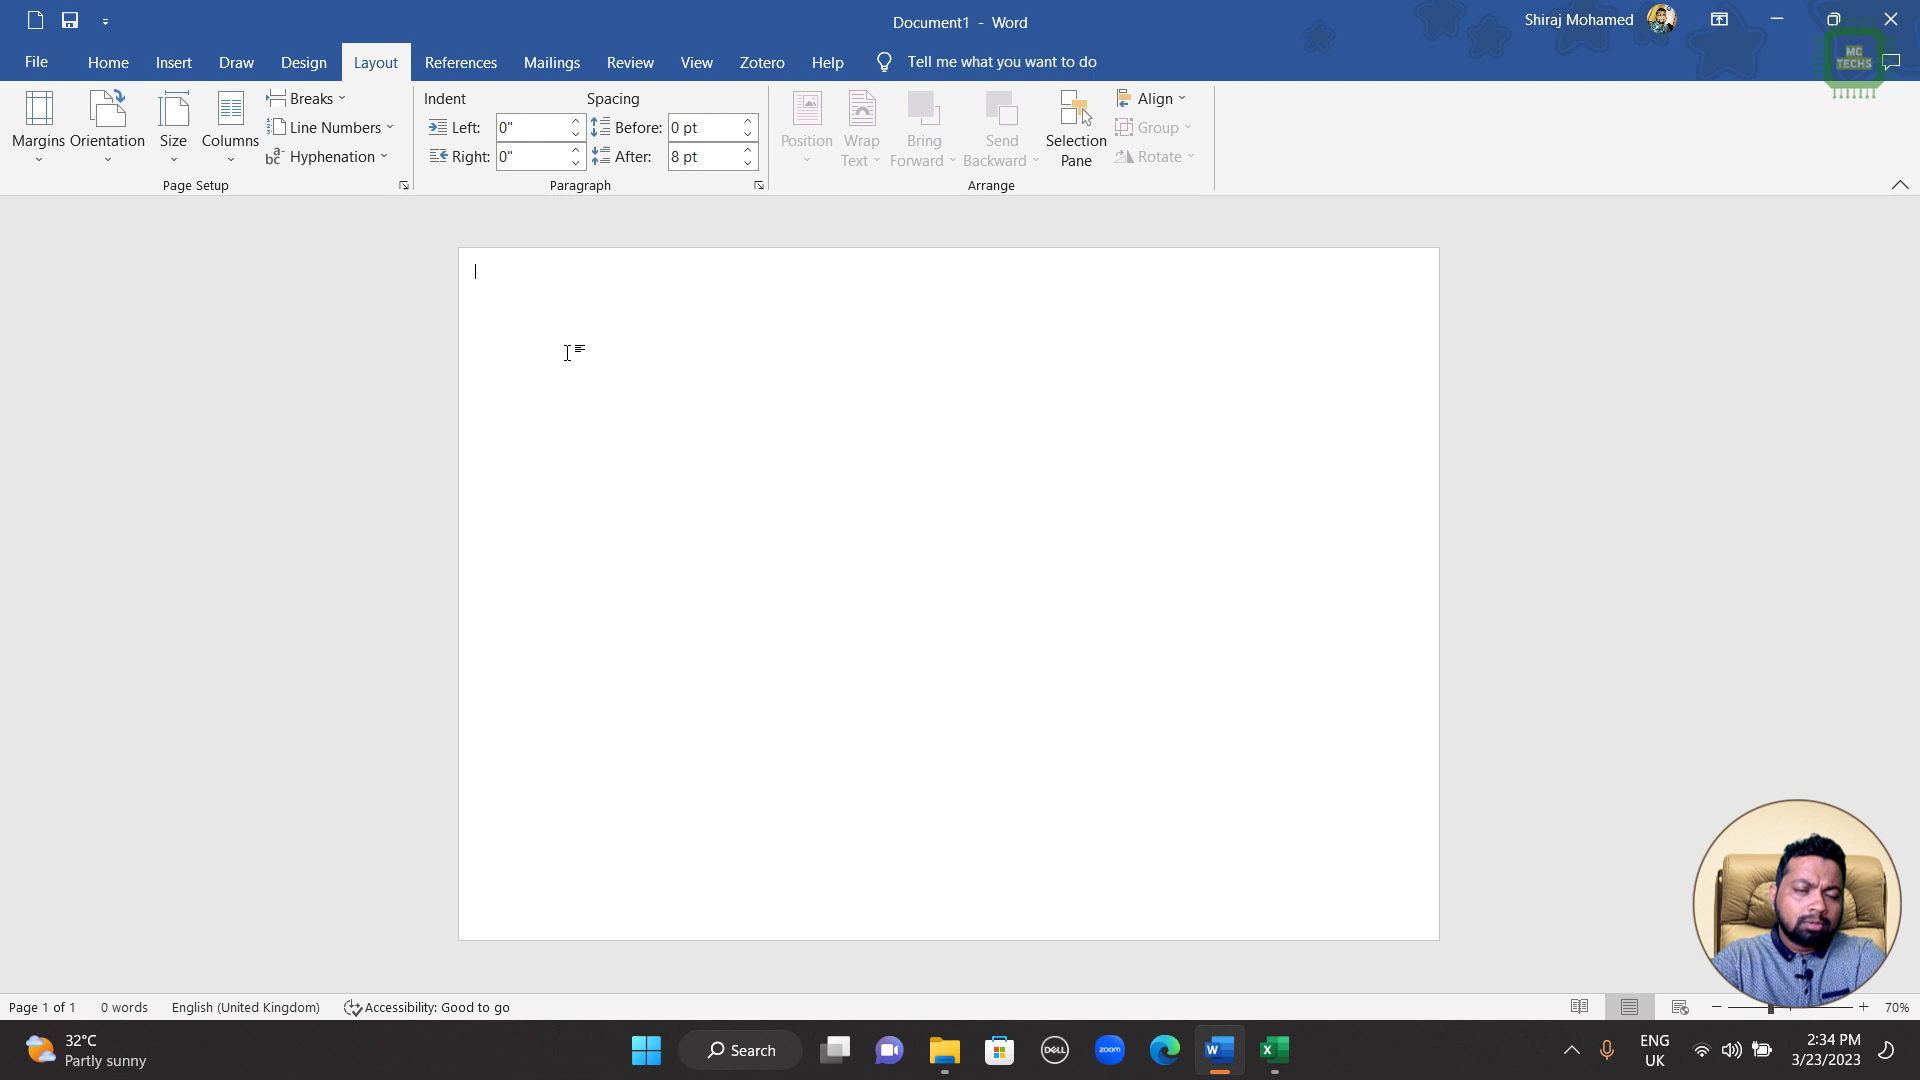 Document1 - Word
Shiraj Mohamed
MC
TECHS
File Home Insert Draw Design Layout References Mailings Review View Zotero Help Tell me what you want to do
Margins Orientation Size Columns
Breaks
Line Numbers
Hyphenation
Page Setup
Indent Spacing
Left: 0" Before: 0 pt
Right: 0" After: 8 pt
Paragraph
Position Wrap Text Bring Forward Send Backward Selection Pane
Align
Group
Rotate
Arrange
Page 1 of 1 0 words English (United Kingdom) Accessibility: Good to go
70%
32°C
Partly sunny
Search
DELL
zoom
ENG
UK
2:34 PM
3/23/2023